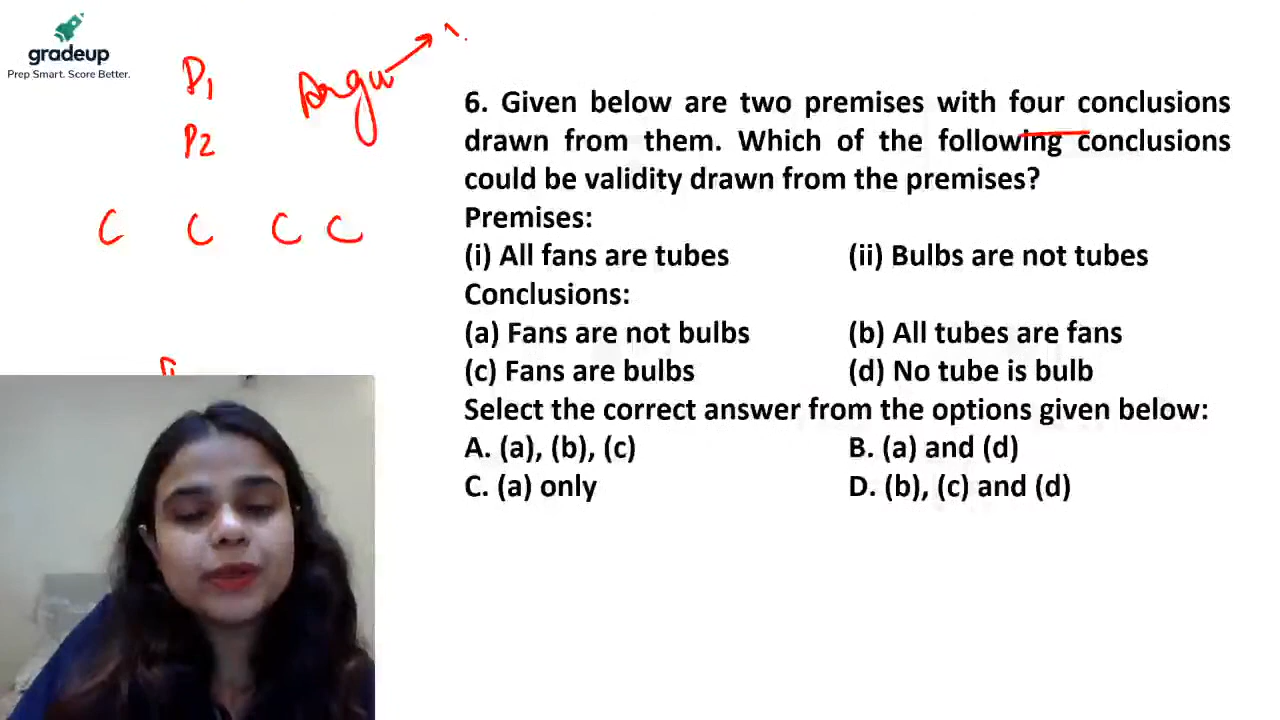 gradeup
Prep Smart. Score Better.
P1
P2
Argu
C C C C
6. Given below are two premises with four conclusions
drawn from them. Which of the following conclusions
could be validity drawn from the premises?
Premises:
(i) All fans are tubes (ii) Bulbs are not tubes
Conclusions:
(a) Fans are not bulbs (b) All tubes are fans
(c) Fans are bulbs (d) No tube is bulb
Select the correct answer from the options given below:
A. (a), (b), (c) B. (a) and (d)
C. (a) only D. (b), (c) and (d)